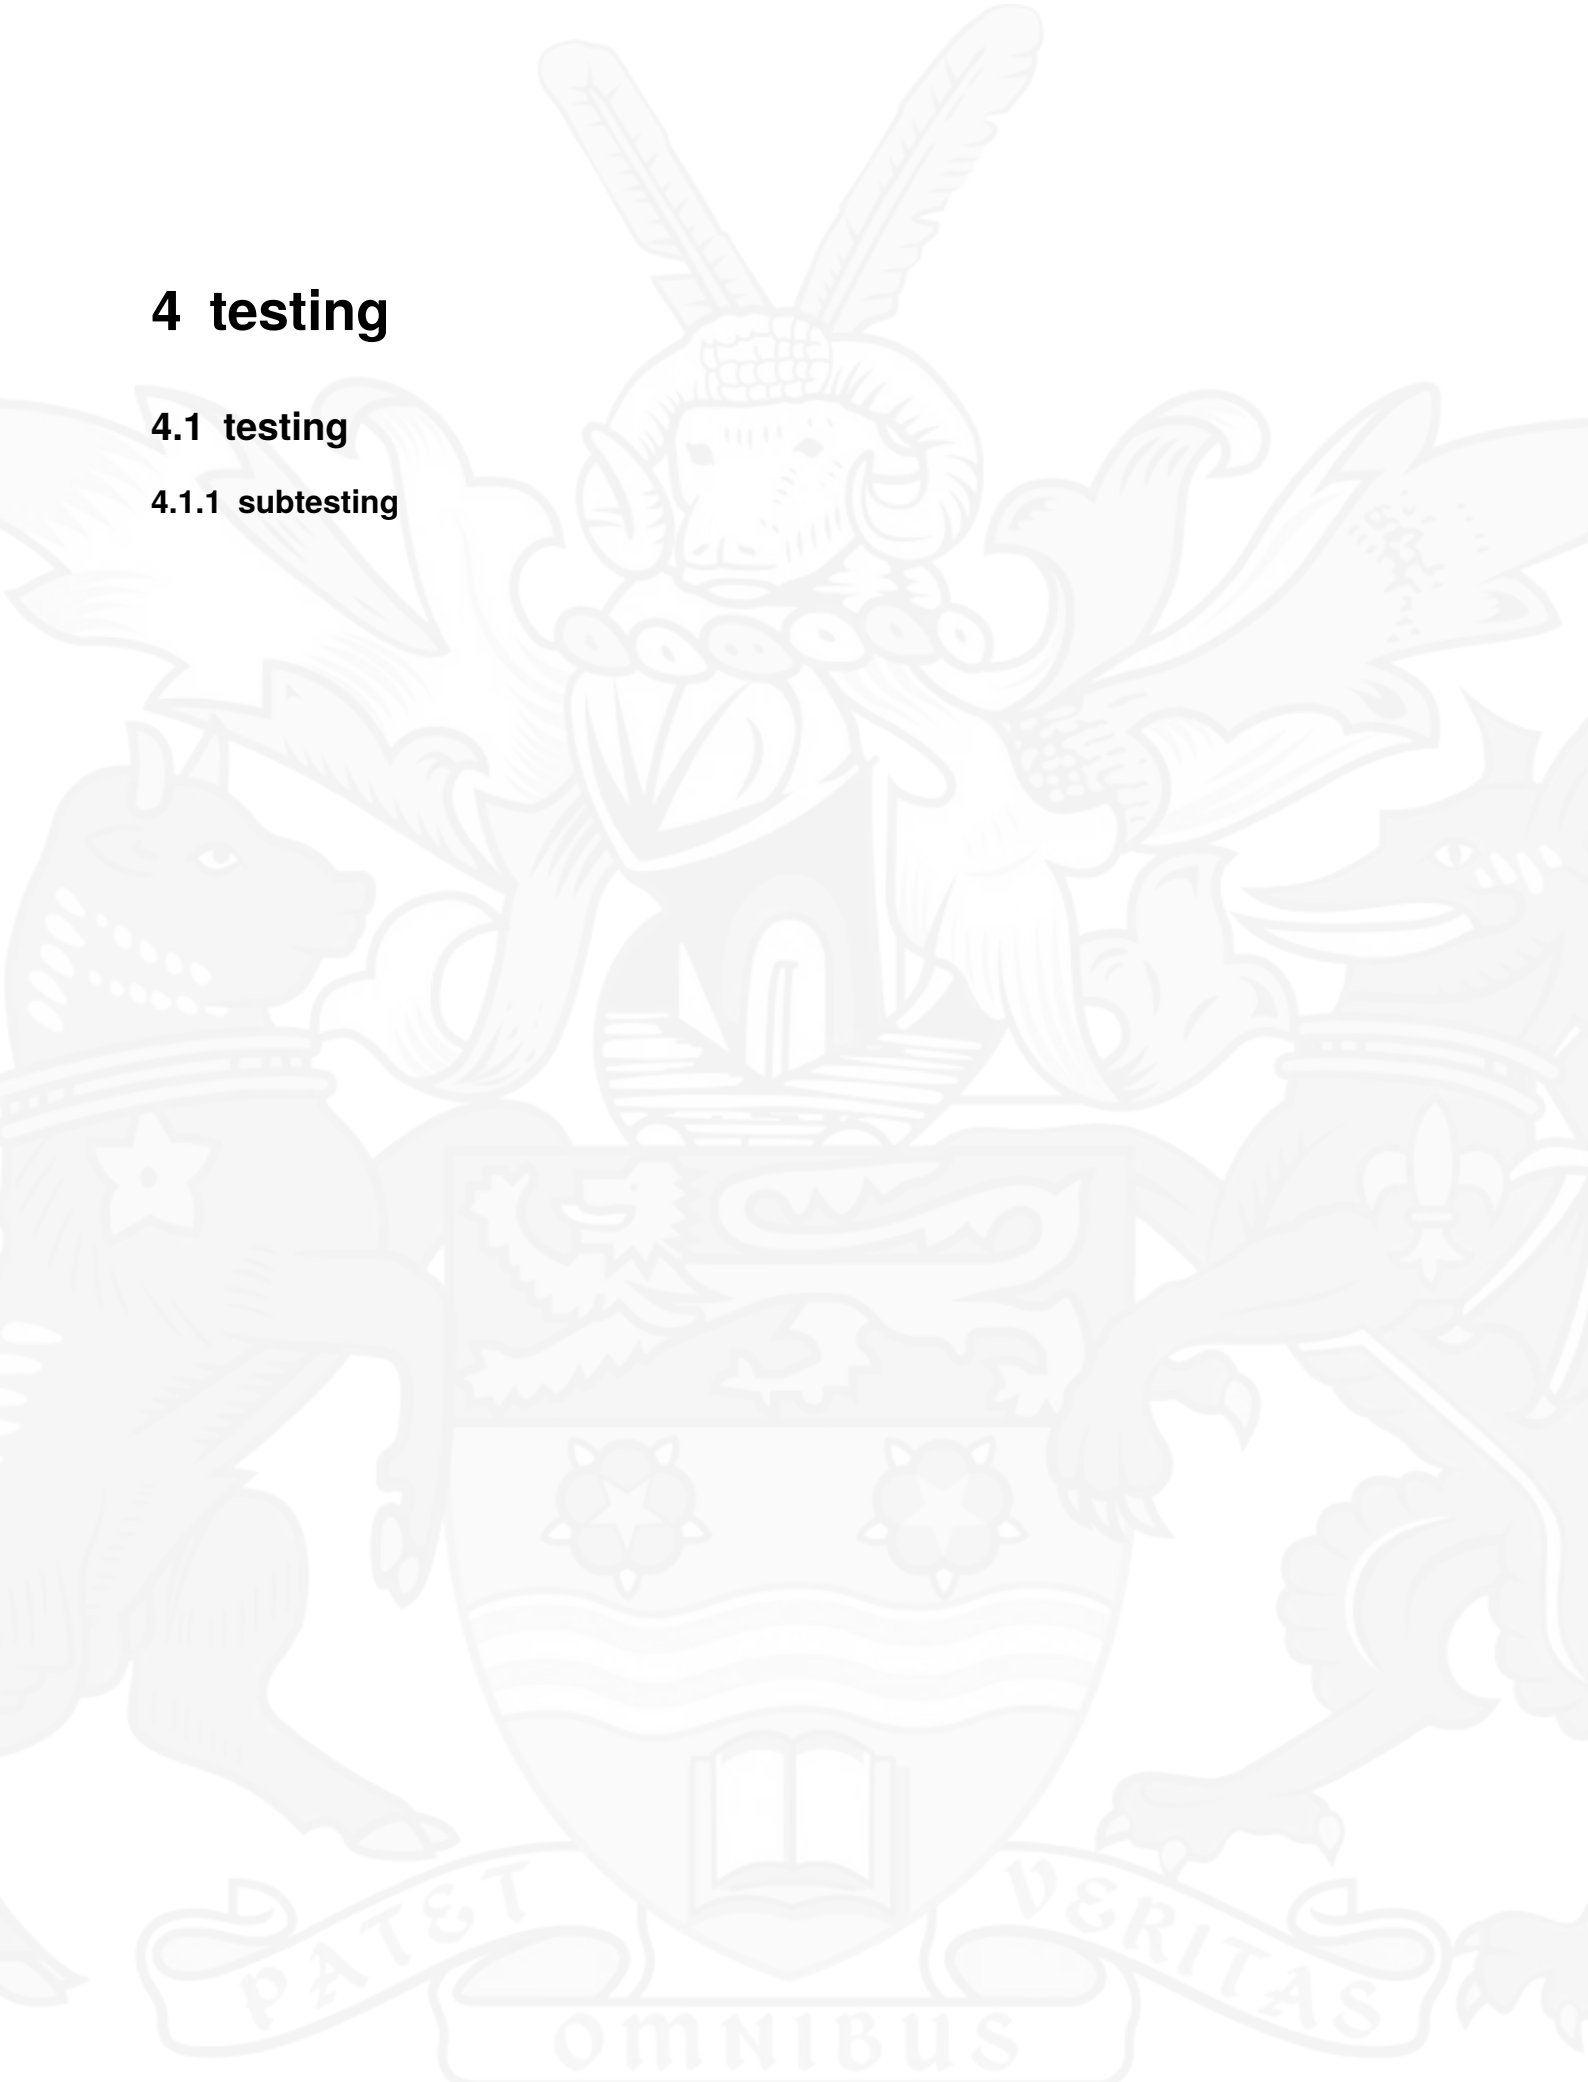 4 testing
4.1 testing
4.1.1 subtesting
PATET
VERITAS
OMNIBUS